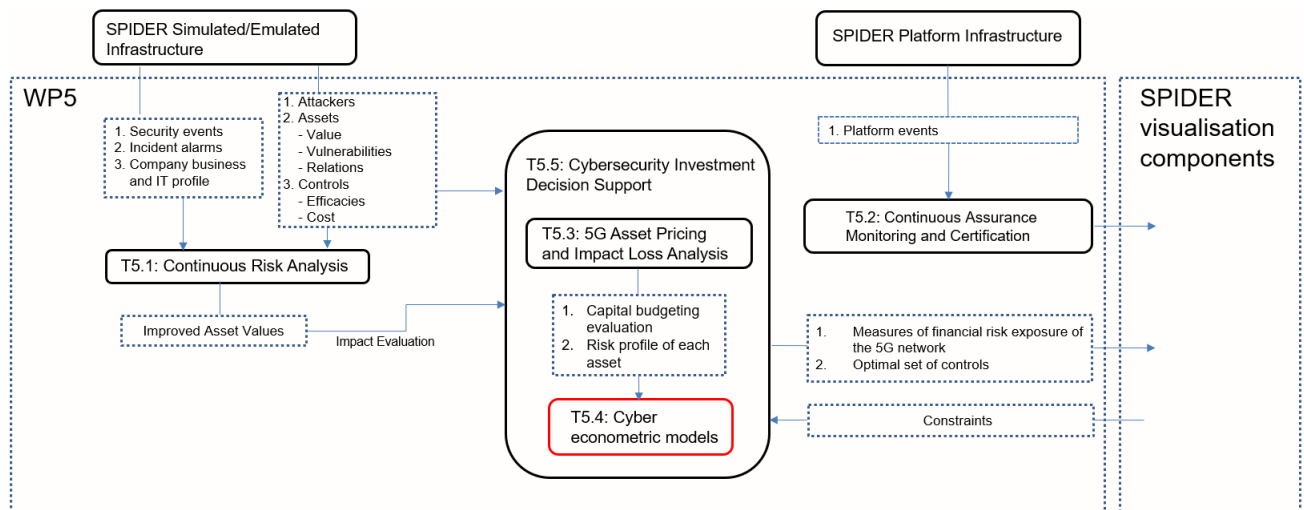 SPIDER Simulated/Emulated
Infrastructure
SPIDER Platform Infrastructure
WP5
SPIDER
visualisation
components
1. Security events
2. Incident alarms
3. Company business
and IT profile
1. Attackers
2. Assets
- Value
- Vulnerabilities
- Relations
3. Controls
- Efficacies
- Cost
1. Platform events
T5.5: Cybersecurity Investment
Decision Support
T5.3: 5G Asset Pricing
and Impact Loss Analysis
T5.2: Continuous Assurance
Monitoring and Certification
T5.1: Continuous Risk Analysis
Improved Asset Values
Impact Evaluation
1. Capital budgeting
evaluation
2. Risk profile of each
asset
1. Measures of financial risk exposure of
the 5G network
2. Optimal set of controls
T5.4: Cyber
econometric models
Constraints